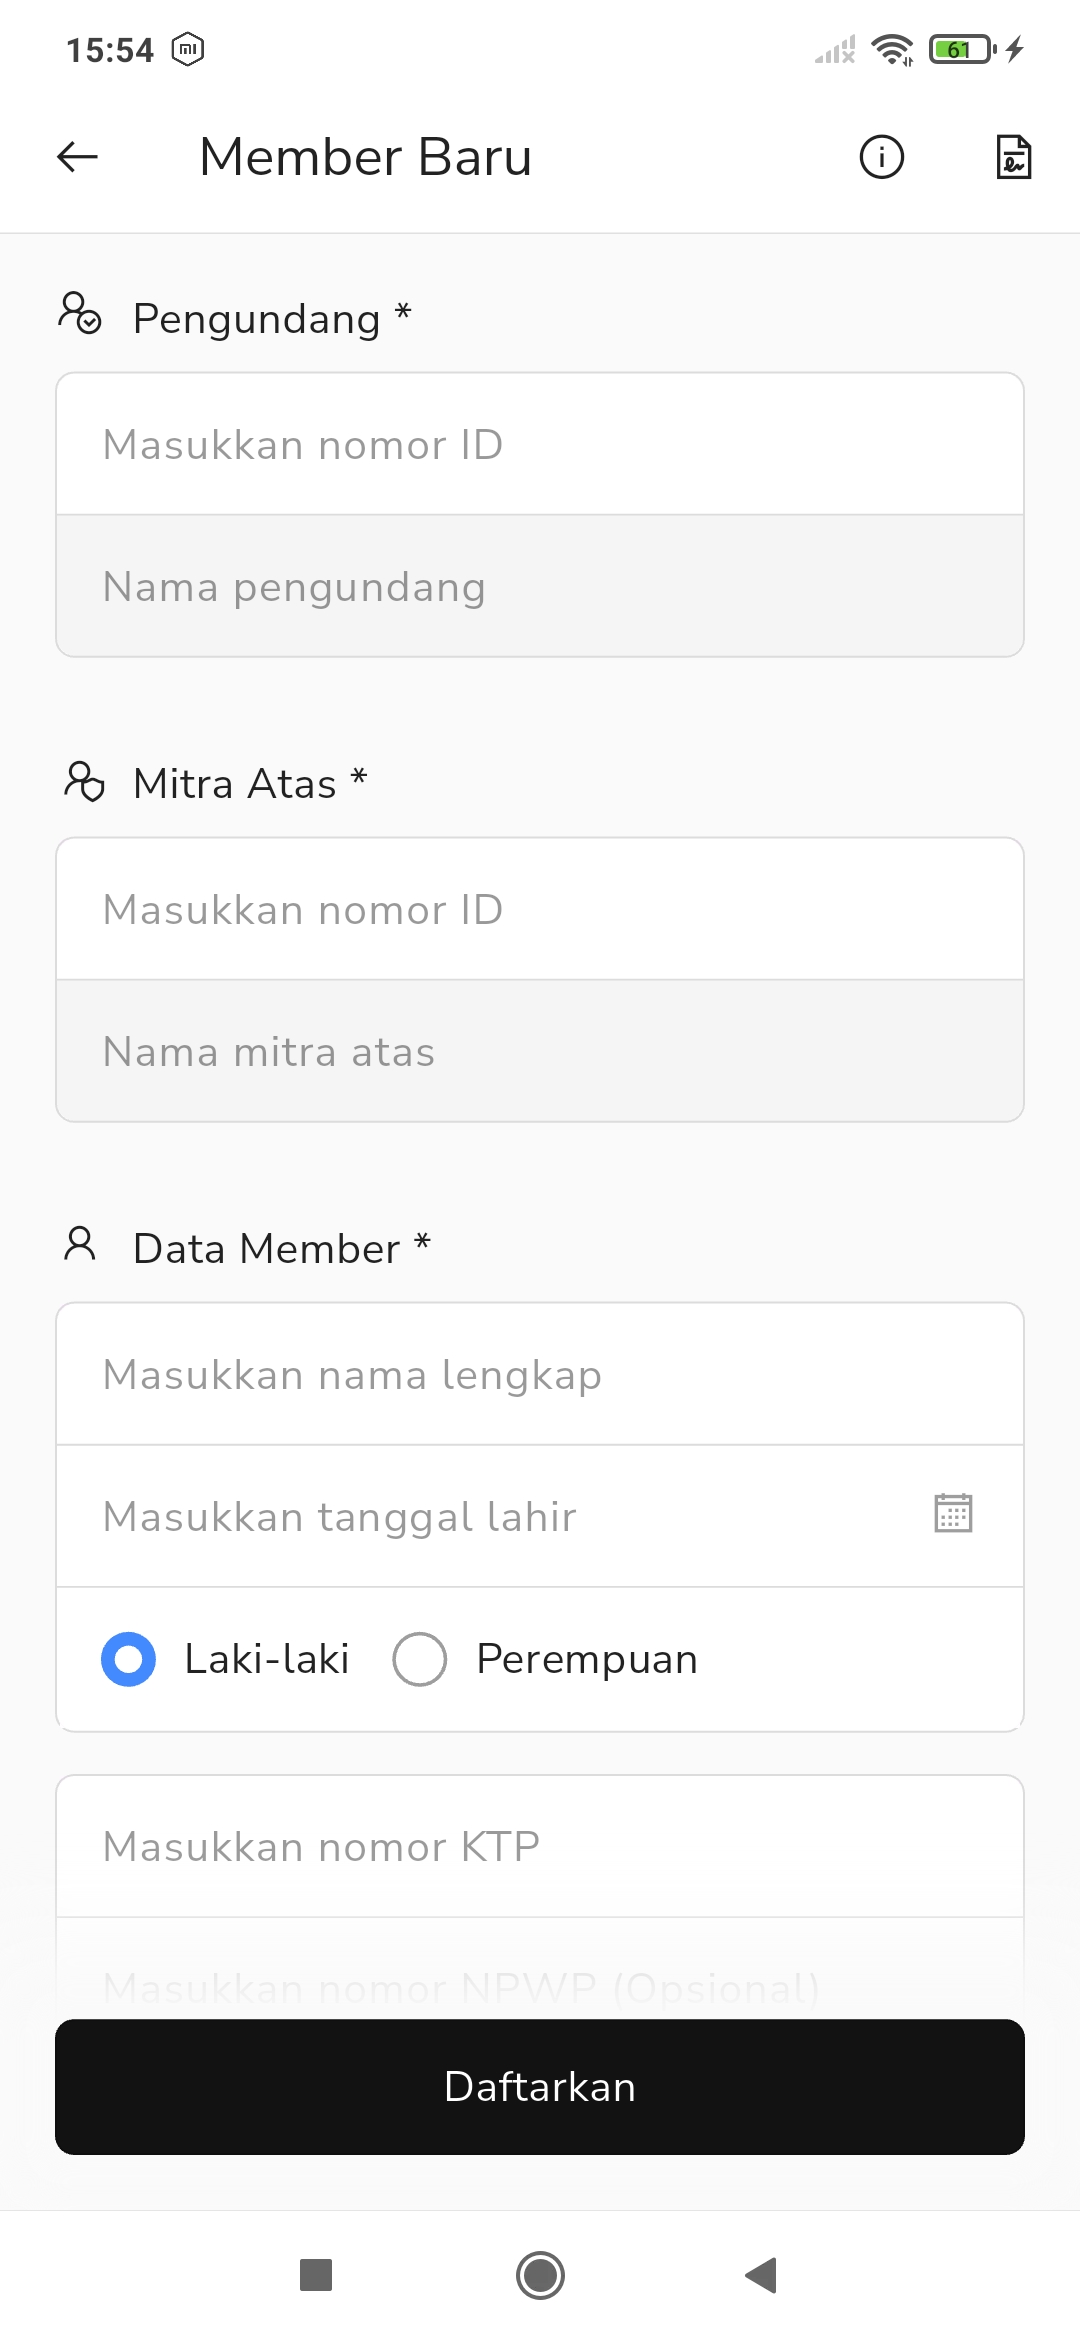 15:54
61
Member Baru
Pengundang *
Masukkan nomor ID
Nama pengundang
Mitra Atas *
Masukkan nomor ID
Nama mitra atas
Data Member *
Masukkan nama lengkap
Masukkan tanggal lahir
Laki-laki Perempuan
Masukkan nomor KTP
Masukkan nomor NPWP (Opsional)
Daftarkan